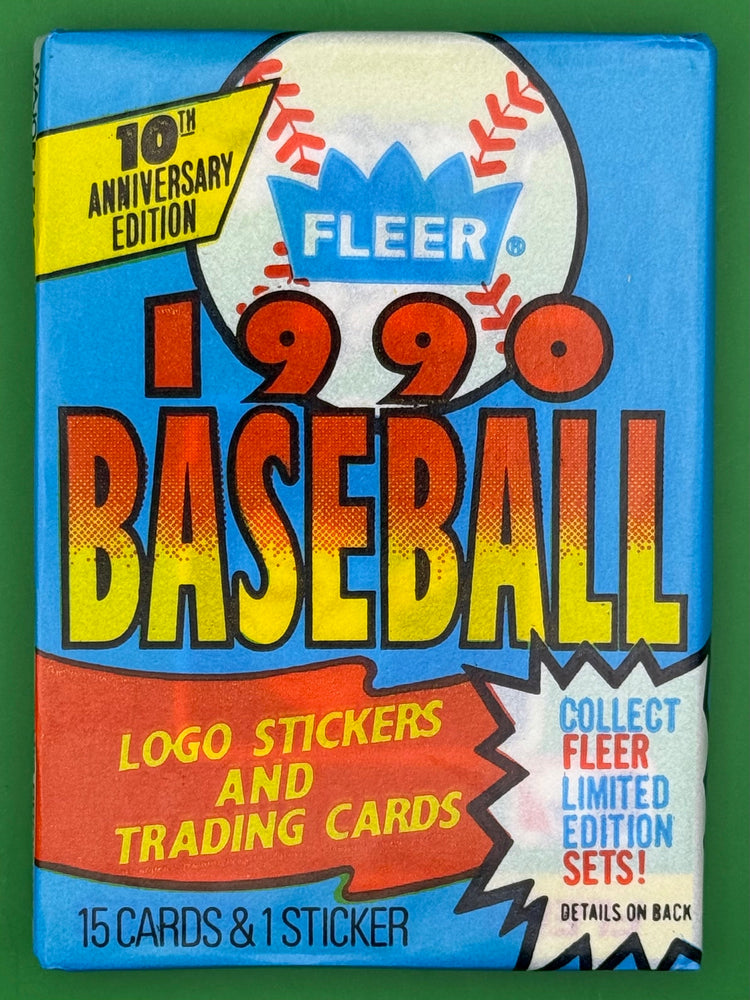 10TH
ANNIVERSARY
EDITION
FLEER®
1990
BASEBALL
LOGO STICKERS
AND
TRADING CARDS
COLLECT
FLEER
LIMITED
EDITION
SETS!
DETAILS ON BACK
15 CARDS & 1 STICKER